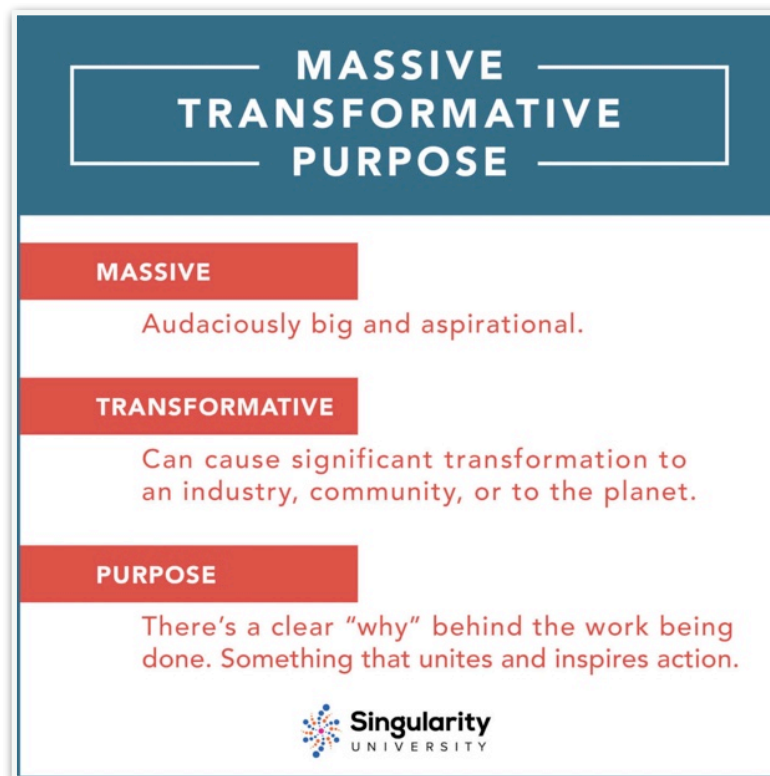 MASSIVE
TRANSFORMATIVE
PURPOSE
MASSIVE
Audaciously big and aspirational.
TRANSFORMATIVE
Can cause significant transformation to
an industry, community, or to the planet.
PURPOSE
There’s a clear “why” behind the work being
done. Something that unites and inspires action.
Singularity
UNIVERSITY